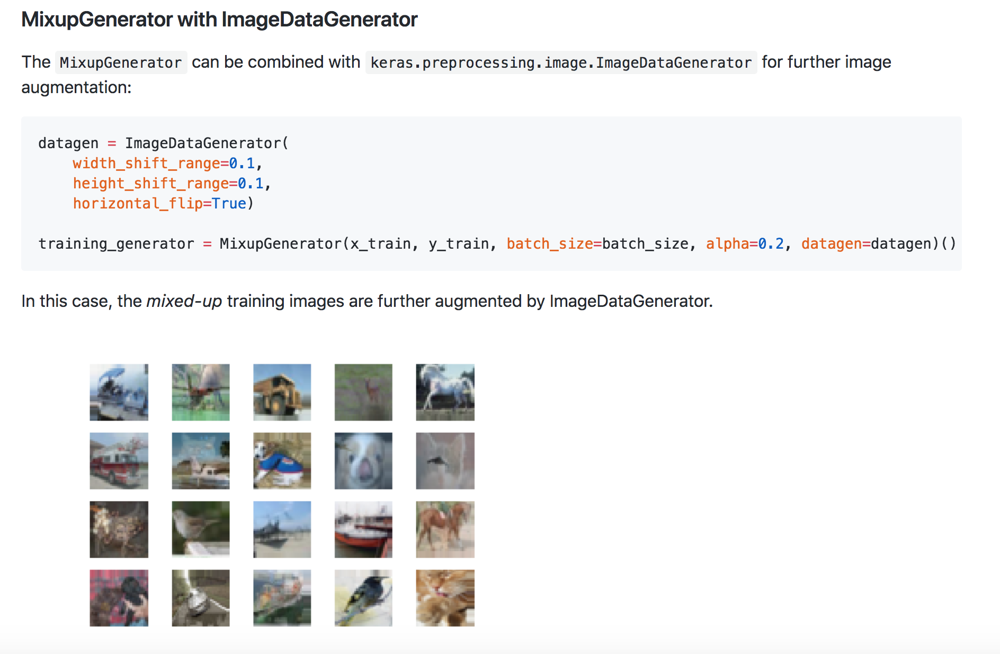 MixupGenerator with ImageDataGenerator
The MixupGenerator can be combined with keras.preprocessing.image.ImageDataGenerator for further image
augmentation:
datagen = ImageDataGenerator(
    width_shift_range=0.1,
    height_shift_range=0.1,
    horizontal_flip=True)
training_generator = MixupGenerator(x_train, y_train, batch_size=batch_size, alpha=0.2, datagen=datagen)()
In this case, the mixed-up training images are further augmented by ImageDataGenerator.